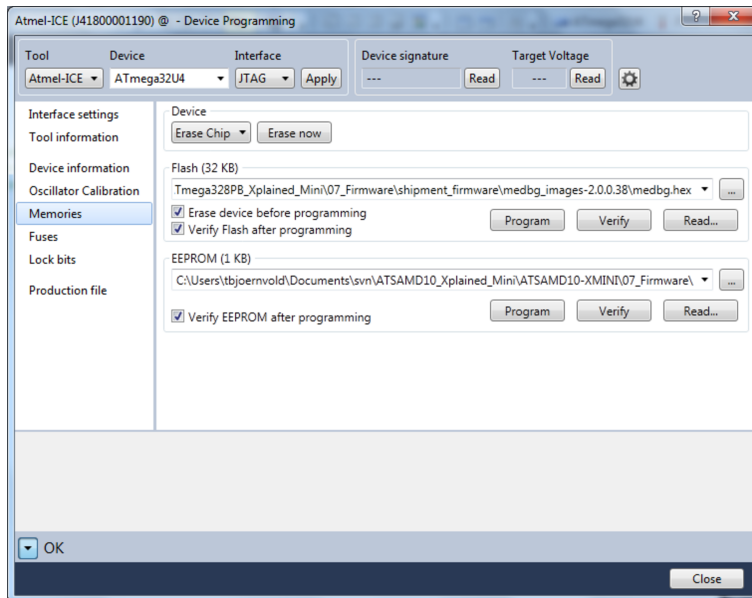 Atmel-ICE (J41800001190) @ - Device Programming
Tool Device Interface Device signature Target Voltage
Atmel-ICE ATmega32U4 JTAG Apply --- Read --- Read
Interface settings
Tool information
Device information
Oscillator Calibration
Memories
Fuses
Lock bits
Production file
Device
Erase Chip Erase now
Flash (32 KB)
Tmega328PB_Xplained_Mini\07_Firmware\shipment_firmware\medbg_images-2.0.0.38\medbg.hex ...
Erase device before programming
Verify Flash after programming
Program Verify Read...
EEPROM (1 KB)
C:\Users\tbjoernvold\Documents\svn\ATSAMD10_Xplained_Mini\ATSAMD10-XMINI\07_Firmware\ ...
Verify EEPROM after programming
Program Verify Read...
OK
Close